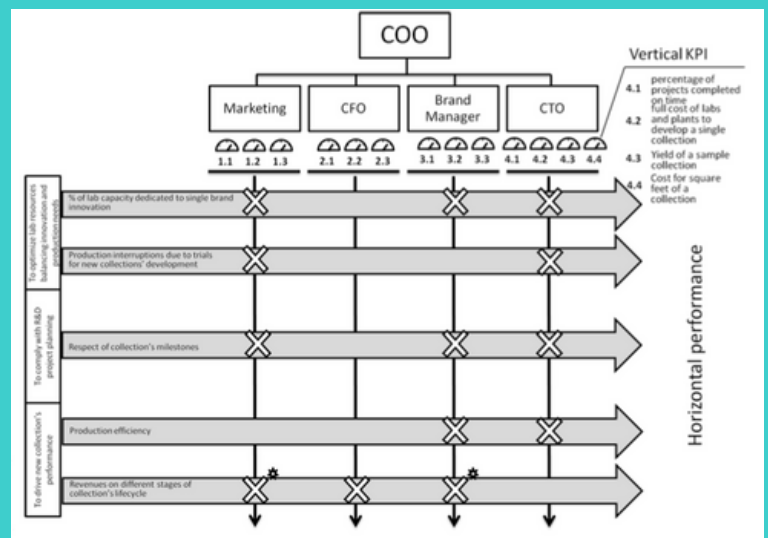 COO
Vertical KPI
Marketing
CFO
Brand
Manager
CTO
4.1 percentage of
projects completed
on time
4.2 full cost of labs
and plants to
develop a single
collection
4.3 Yield of a sample
collection
4.4 Cost for square
feet of a
collection
1.1 1.2 1.3 2.1 2.2 2.3 3.1 3.2 3.3 4.1 4.2 4.3 4.4
To optimize lab resources
balancing innovation and
production needs
% of lab capacity dedicated to single brand
innovation
Production interruptions due to trials
for new collections' development
To comply with R&D
project planning
Respect of collection's milestones
To drive new collection's
performance
Production efficiency
Revenues on different stages of
collection's lifecycle
Horizontal performance